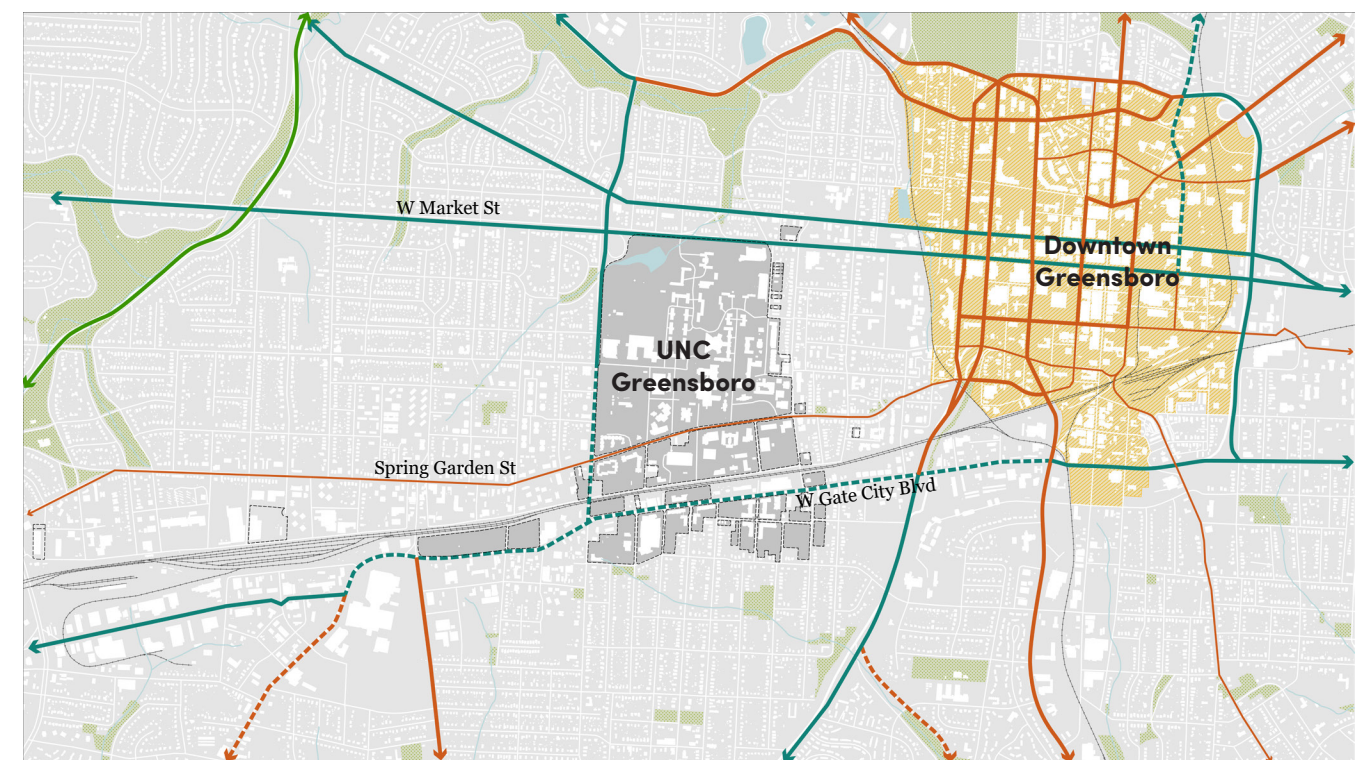 W Market St
Downtown
Greensboro
UNC
Greensboro
Spring Garden St
W Gate City Blvd